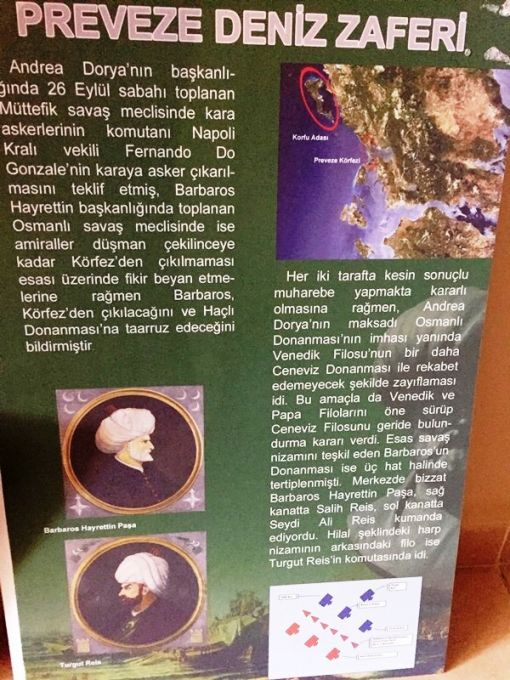 PREVEZE DENİZ ZAFERİ
Andrea Dorya'nın başkanlı-
ğında 26 Eylül sabahı toplanan
Müttefik savaş meclisinde kara
askerlerinin komutanı Napoli
Kralı vekili Fernando Do
Gonzale'nin karaya asker çıkarıl-
masını teklif etmiş, Barbaros
Hayrettin başkanlığında toplanan
Osmanlı savaş meclisinde ise
amiraller düşman çekilinceye
kadar Körfez'den çıkılmaması
esası üzerinde fikir beyan etme-
lerine rağmen Barbaros,
Körfez'den çıkılacağını ve Haçlı
Donanması'na taarruz edeceğini
bildirmiştir
Barbaros Hayrettin Paşa
Turgut Reis
Korfu Adası
Preveze Körfezi
Her iki tarafta kesin sonuçlu
muharebe yapmakta kararlı
olmasına rağmen, Andrea
Dorya'nın maksadı Osmanlı
Donanması'nın imhası yanında
Venedik Filosu'nun bir daha
Ceneviz Donanması ile rekabet
edemeyecek şekilde zayıflaması
idi. Bu amaçla da Venedik ve
Papa Filolarını öne sürüp
Ceneviz Filosunu geride bulun-
durma kararı verdi. Esas savaş
nizamını teşkil eden Barbaros'un
Donanması ise üç hat halinde
tertiplenmişti. Merkezde bizzat
Barbaros Hayrettin Paşa, sağ
kanatta Salih Reis, sol kanatta
Seydi Ali Reis kumanda
ediyordu. Hilal şeklindeki harp
nizamının arkasındaki filo ise
Turgut Reis'in komutasında idi.